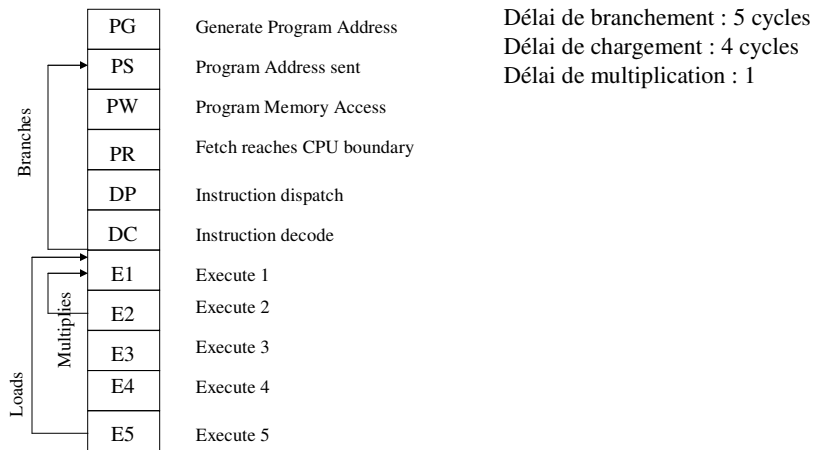 PG Generate Program Address
PS Program Address sent
PW Program Memory Access
PR Fetch reaches CPU boundary
DP Instruction dispatch
DC Instruction decode
E1 Execute 1
E2 Execute 2
E3 Execute 3
E4 Execute 4
E5 Execute 5
Branches
Multiplies
Loads
Délai de branchement : 5 cycles
Délai de chargement : 4 cycles
Délai de multiplication : 1